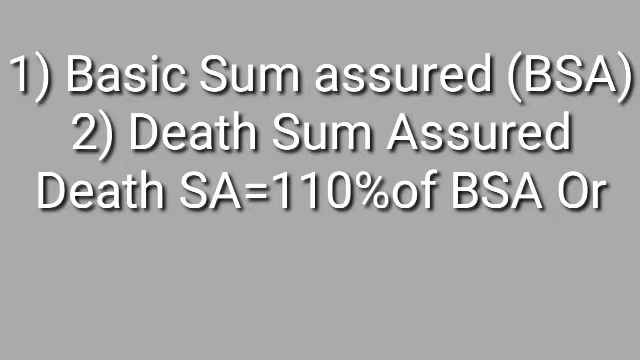 1) Basic Sum assured (BSA)
2) Death Sum Assured
Death SA=110%of BSA Or